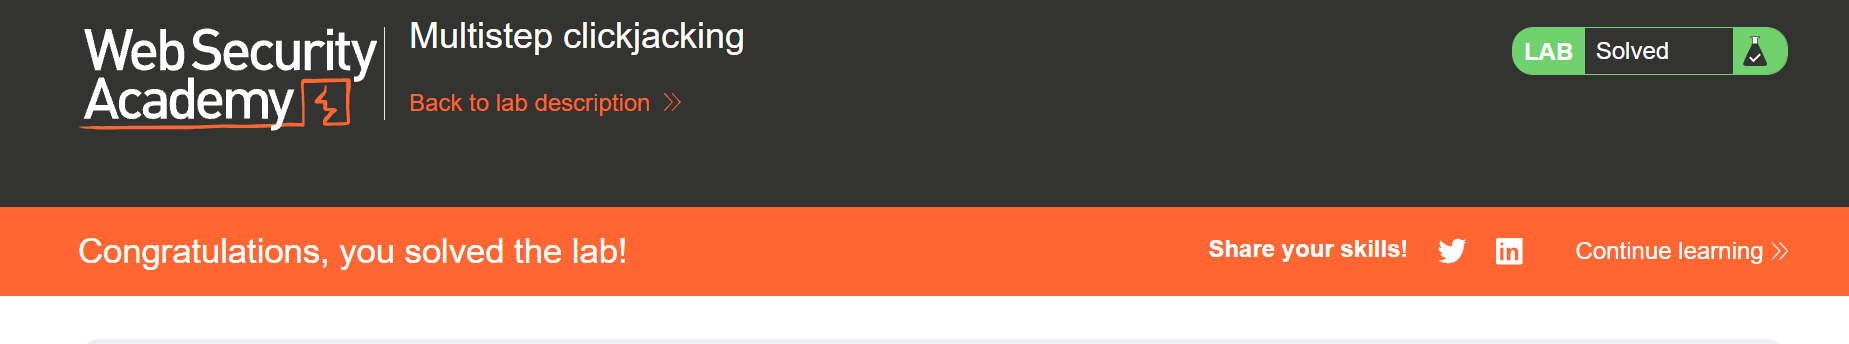 Web Security
Academy
Multistep clickjacking
Back to lab description
LAB Solved
Congratulations, you solved the lab!
Share your skills!
in
Continue learning